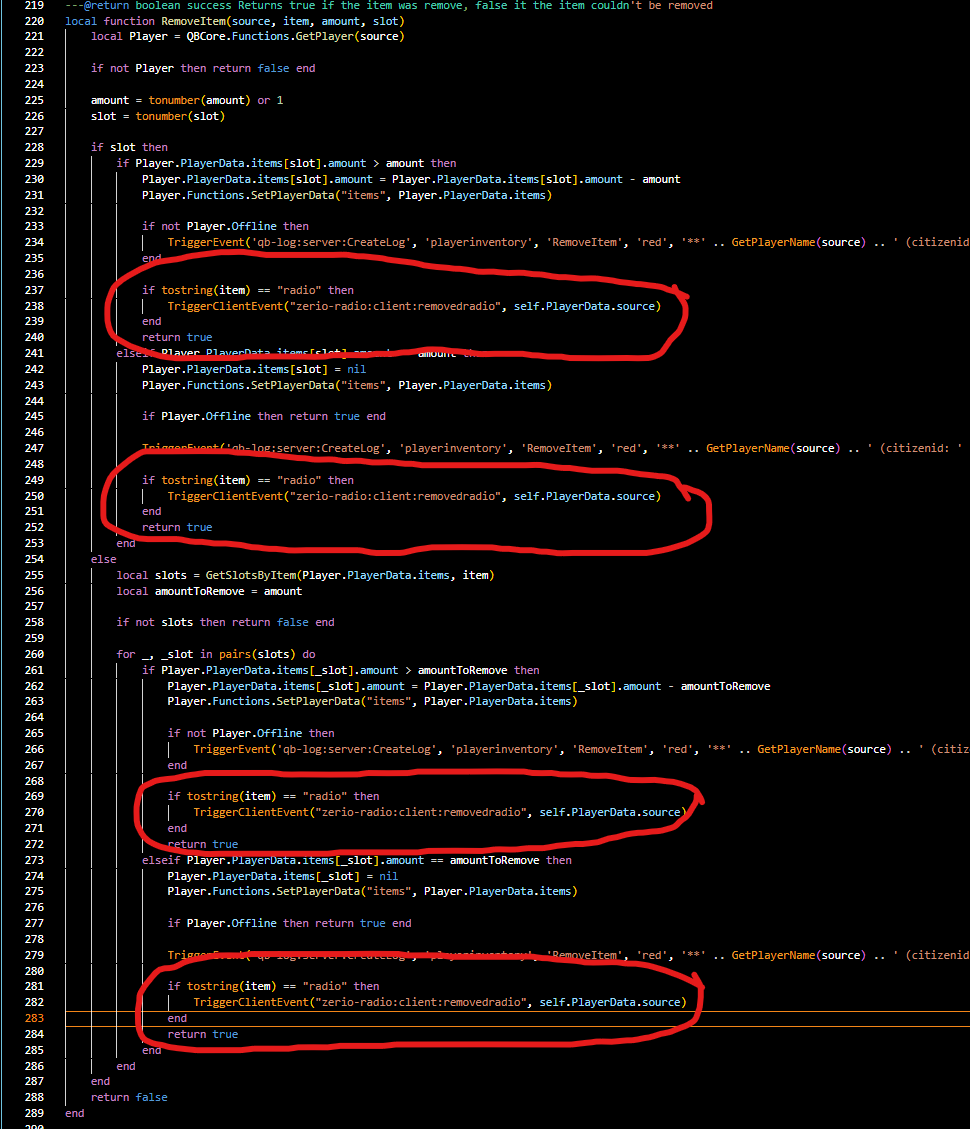 219 ---@return boolean success Returns true if the item was remove, false it the item couldn't be removed
220 local function RemoveItem(source, item, amount, slot)
221 local Player = QBCore.Functions.GetPlayer(source)
222
223 if not Player then return false end
224
225 amount = tonumber(amount) or 1
226 slot = tonumber(slot)
227
228 if slot then
229 if Player.PlayerData.items[slot].amount > amount then
230 Player.PlayerData.items[slot].amount = Player.PlayerData.items[slot].amount - amount
231 Player.Functions.SetPlayerData("items", Player.PlayerData.items)
232
233 if not Player.Offline then
234 TriggerEvent('qb-log:server:CreateLog', 'playerinventory', 'RemoveItem', 'red', '**' .. GetPlayerName(source) .. ' (citizenid
235 end
236
237 if tostring(item) == "radio" then
238 TriggerClientEvent("zerio-radio:client:removedradio", self.PlayerData.source)
239 end
240 return true
241 elseif Player.PlayerData.items[slot].amount amount
242 Player.PlayerData.items[slot] = nil
243 Player.Functions.SetPlayerData("items", Player.PlayerData.items)
244
245 if Player.Offline then return true end
246
247 TriggerEvent('qb-log:server:CreateLog', 'playerinventory', 'RemoveItem', 'red', '**' .. GetPlayerName(source) .. ' (citizenid: '
248
249 if tostring(item) == "radio" then
250 TriggerClientEvent("zerio-radio:client:removedradio", self.PlayerData.source)
251 end
252 return true
253 end
254 else
255 local slots = GetSlotsByItem(Player.PlayerData.items, item)
256 local amountToRemove = amount
257
258 if not slots then return false end
259
260 for _, _slot in pairs(slots) do
261 if Player.PlayerData.items[_slot].amount > amountToRemove then
262 Player.PlayerData.items[_slot].amount = Player.PlayerData.items[_slot].amount - amountToRemove
263 Player.Functions.SetPlayerData("items", Player.PlayerData.items)
264
265 if not Player.Offline then
266 TriggerEvent('qb-log:server:CreateLog', 'playerinventory', 'RemoveItem', 'red', '**' .. GetPlayerName(source) .. ' (citiz
267 end
268
269 if tostring(item) == "radio" then
270 TriggerClientEvent("zerio-radio:client:removedradio", self.PlayerData.source)
271 end
272 return true
273 elseif Player.PlayerData.items[_slot].amount == amountToRemove then
274 Player.PlayerData.items[_slot] = nil
275 Player.Functions.SetPlayerData("items", Player.PlayerData.items)
276
277 if Player.Offline then return true end
278
279 TriggerEvent('qb-log:server:CreateLog', 'playerinventory', 'RemoveItem', 'red', '**' .. GetPlayerName(source) .. ' (citizenid
280
281 if tostring(item) == "radio" then
282 TriggerClientEvent("zerio-radio:client:removedradio", self.PlayerData.source)
283 end
284 return true
285 end
286 end
287 end
288 return false
289 end
290